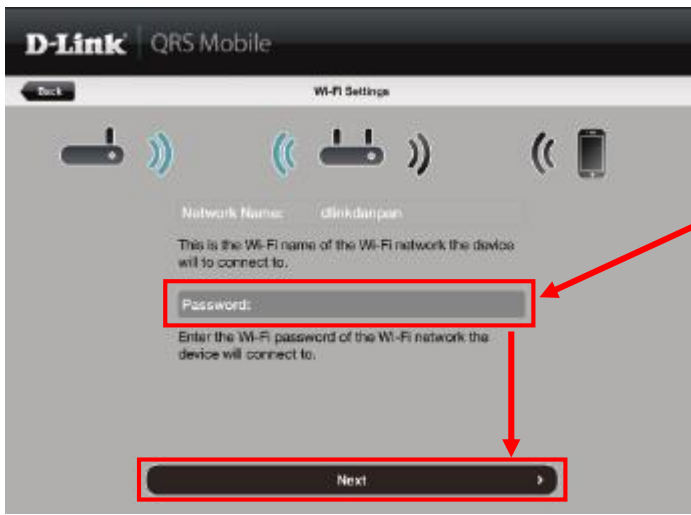 D-Link QRS Mobile
Back
Wi-Fi Settings
Network Name: dlinkdanpan
This is the Wi-Fi name of the Wi-Fi network the device
will to connect to.
Password:
Enter the Wi-Fi password of the Wi-Fi network the
device will connect to.
Next